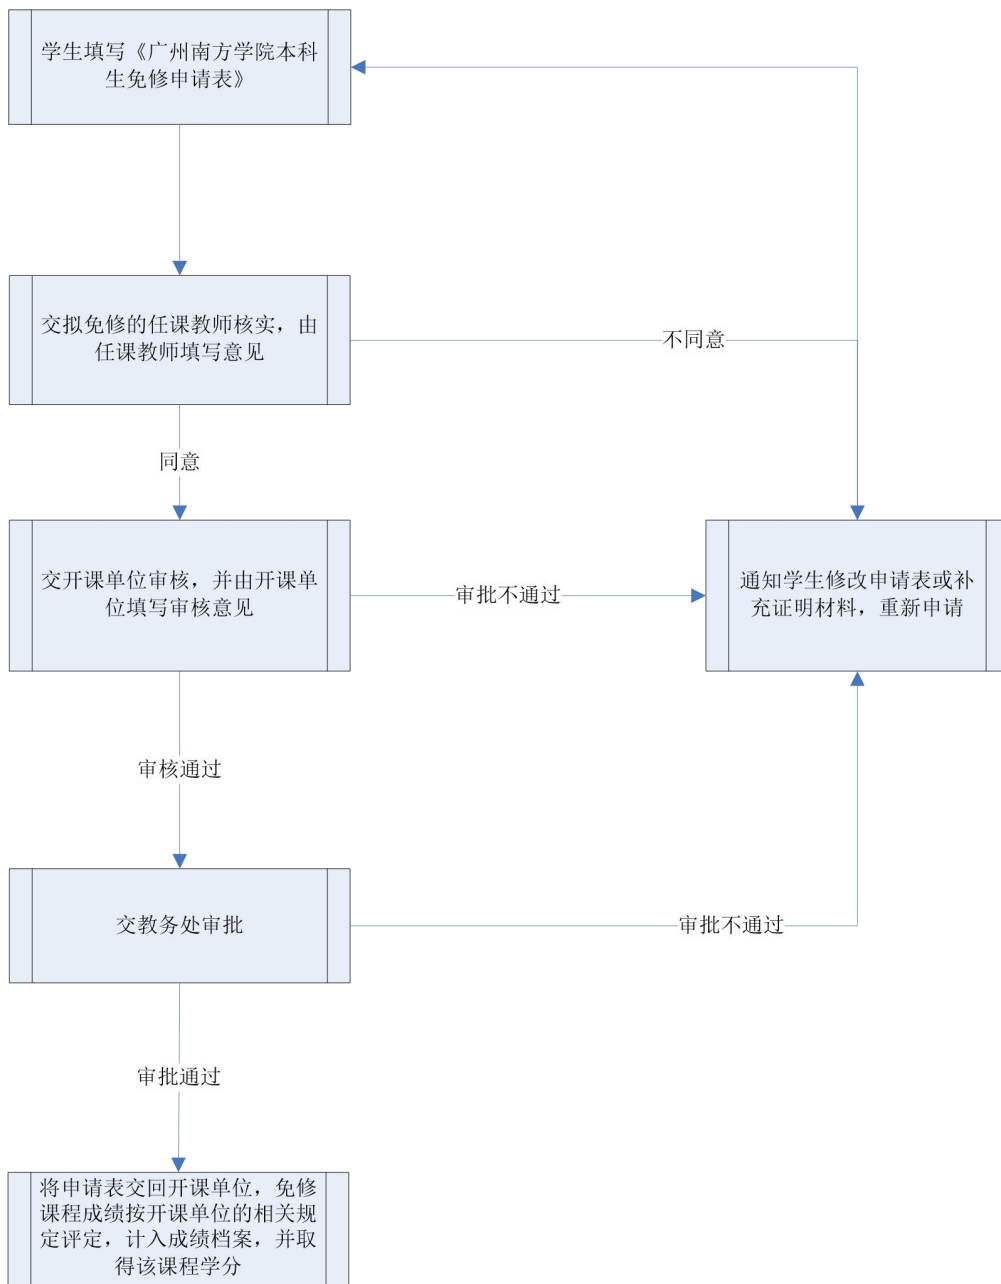 学生填写《广州南方学院本科
生免修申请表》
交拟免修的任课教师核实，由
任课教师填写意见
不同意
同意
交开课单位审核，并由开课单
位填写审核意见
审批不通过
通知学生修改申请表或补
充证明材料，重新申请
审核通过
交教务处审批
审批不通过
审批通过
将申请表交回开课单位，免修
课程成绩按开课单位的相关规
定评定，计入成绩档案，并取
得该课程学分